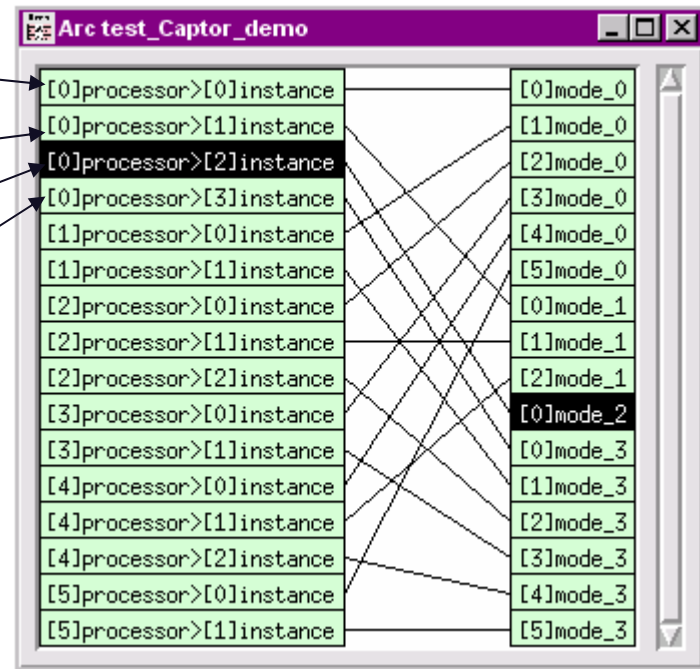 Arc test_Captor_demo
[0]processor>[0]instance [0]mode_0
[0]processor>[1]instance [1]mode_0
[0]processor>[2]instance [2]mode_0
[0]processor>[3]instance [3]mode_0
[1]processor>[0]instance [4]mode_0
[1]processor>[1]instance [5]mode_0
[2]processor>[0]instance [0]mode_1
[2]processor>[1]instance [1]mode_1
[2]processor>[2]instance [2]mode_1
[3]processor>[0]instance [0]mode_2
[3]processor>[1]instance [0]mode_3
[4]processor>[0]instance [1]mode_3
[4]processor>[1]instance [2]mode_3
[4]processor>[2]instance [3]mode_3
[5]processor>[0]instance [4]mode_3
[5]processor>[1]instance [5]mode_3